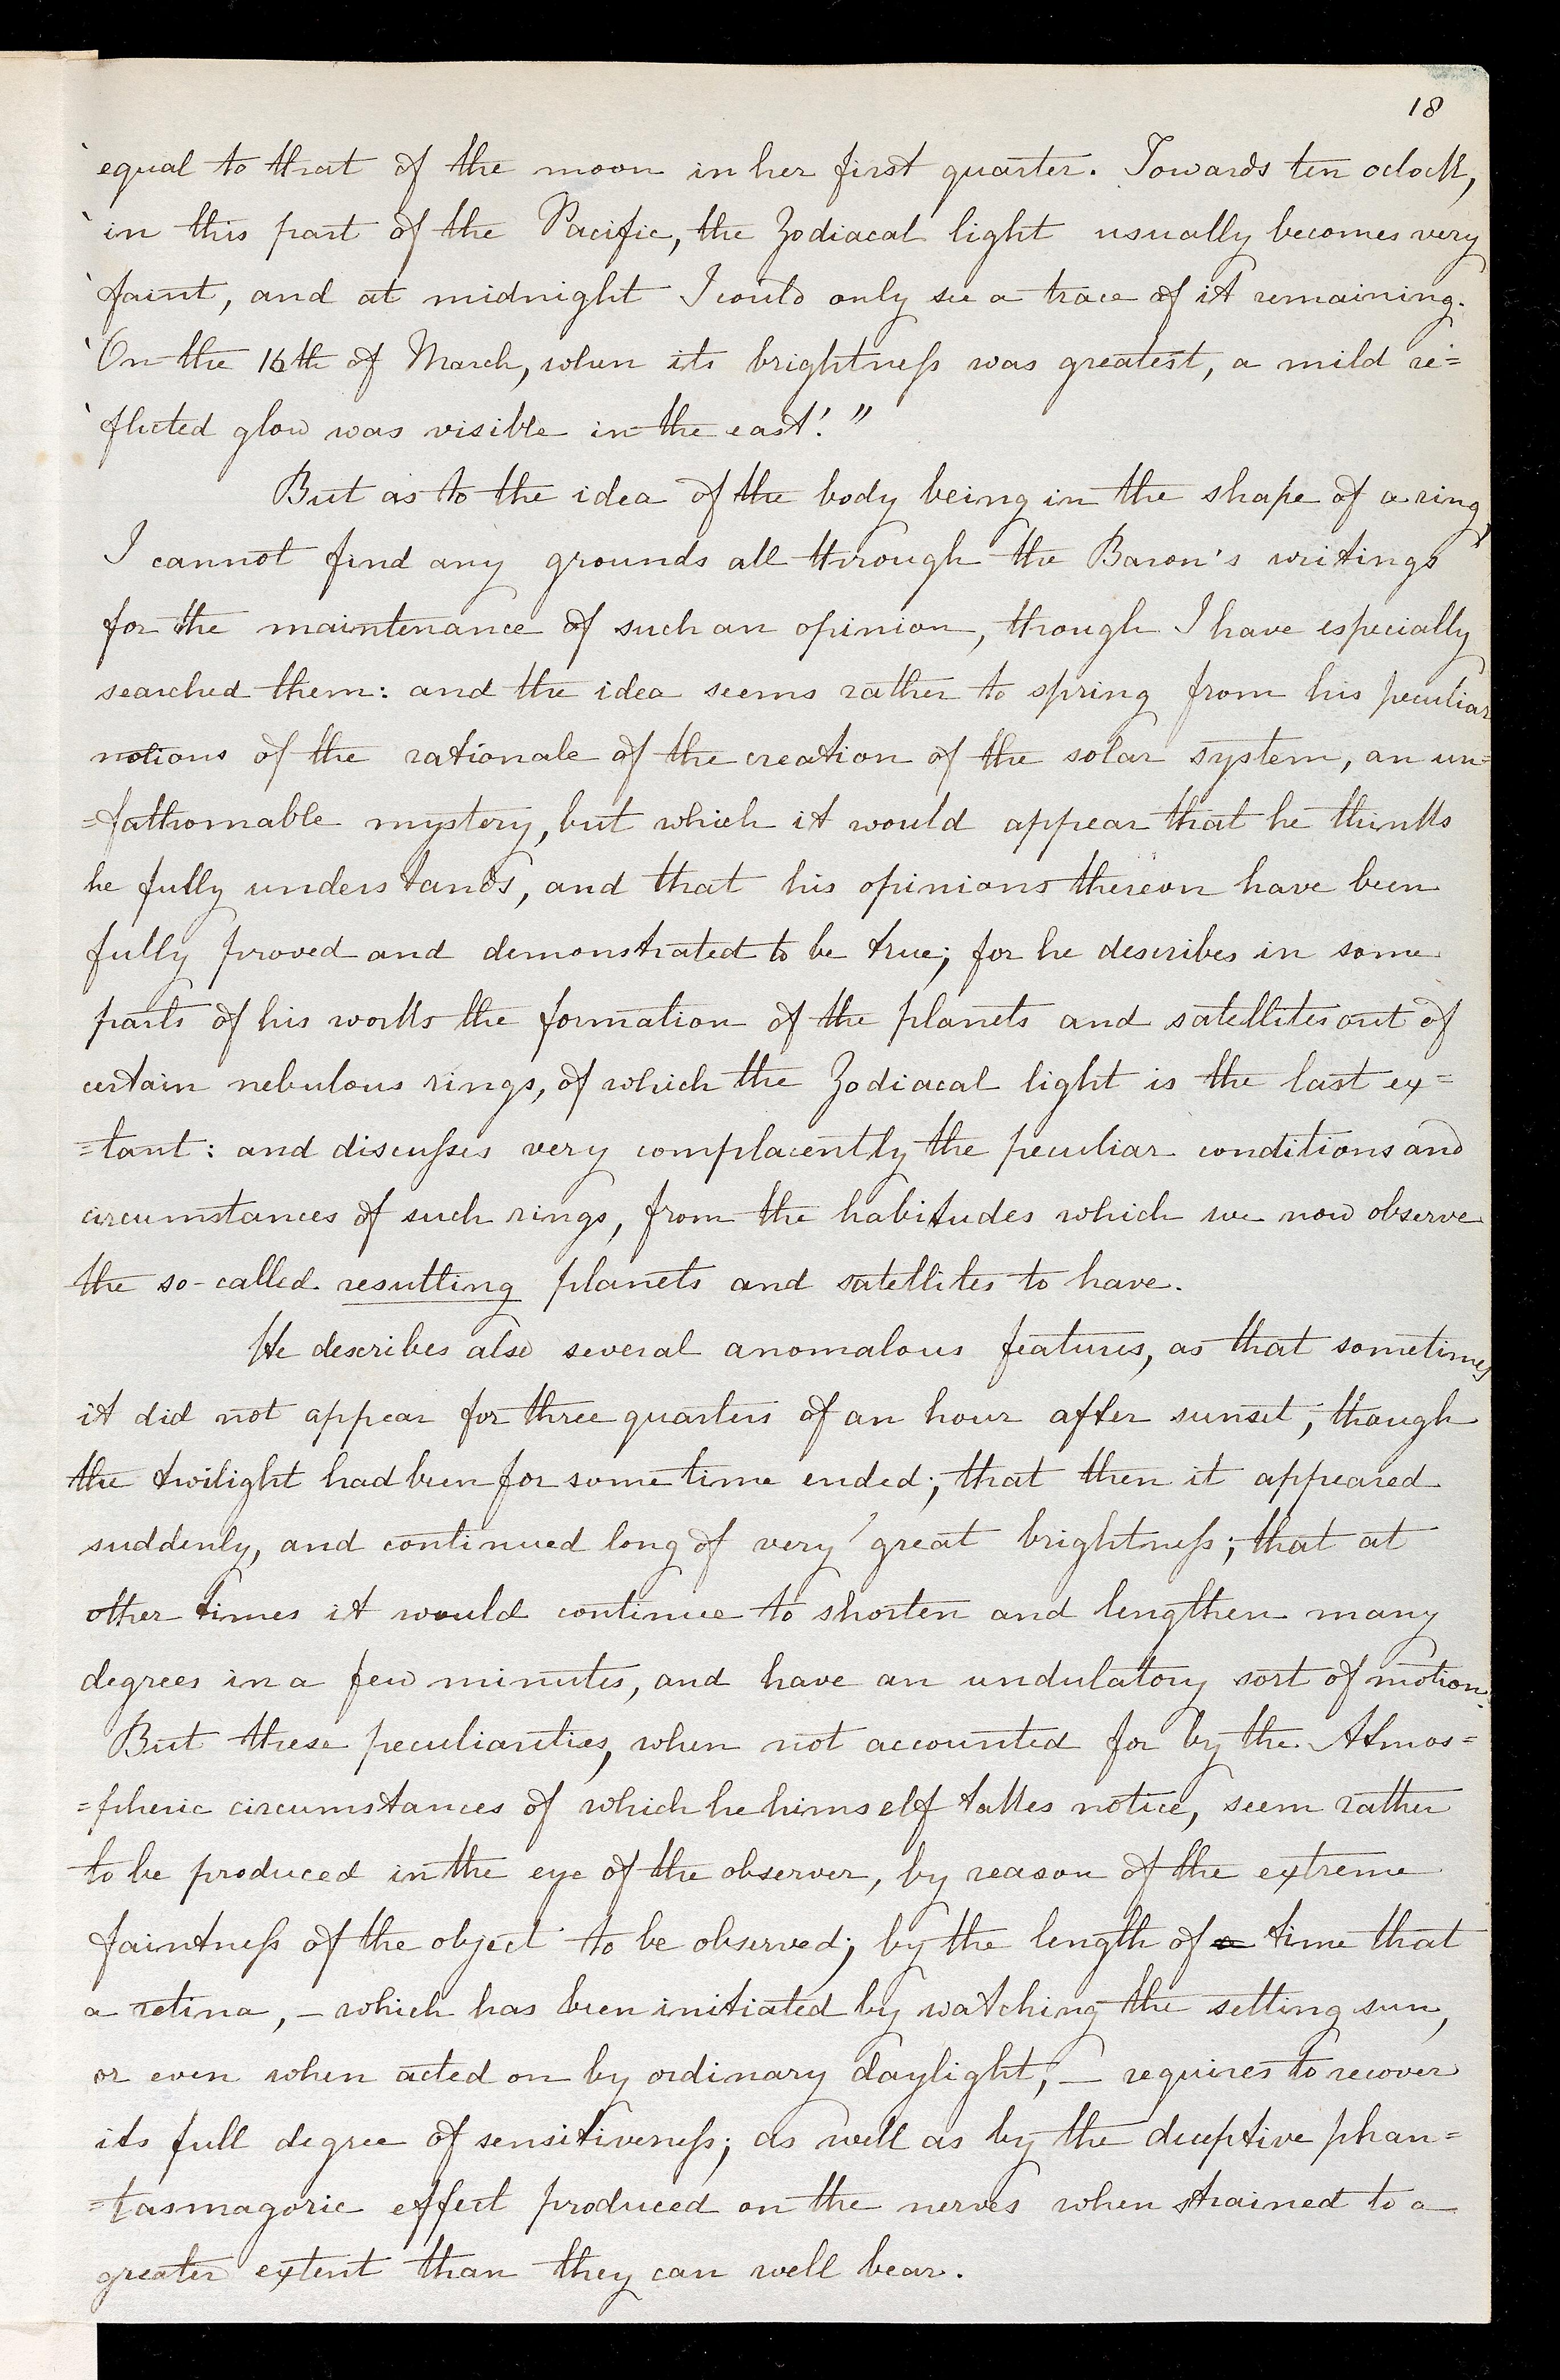 18
‘equal to that of the moon in her first quarter. Towards ten oclock,
‘in this part of the Pacific, the Zodiacal light usually becomes very
‘faint, and at midnight I could only see a trace of it remaining.
‘On the 16th of March, when its brightneſs was greatest, a mild re=
‘flected glow was visible in the east’.”
But as to the idea of the body being in the shape of a ring,
I cannot find any grounds all through the Baron's writings
for the maintenance of such an opinion, though I have especially
searched them: and the idea seems rather to spring from his peculiar
notions of the rationale of the creation of the solar system, an un=
=fathomable mystery, but which it would appear that he thinks
he fully understands, and that his opinions thereon have been
fully proved and demonstrated to be true; for he describes in some
parts of his works the formation of the planets and satellites out of
certain nebulous rings, of which the Zodiacal light is the last ex=
=tant: and discuſses very complacently the peculiar conditions and
circumstances of such rings, from the habitudes which we now observe
the so-called resulting planets and satellites to have.
He describes also several anomalous features, as that sometimes
it did not appear for three quarters of an hour after sunset, though
the twilight had been for some time ended; that then it appeared
suddenly, and continued long of very great brightneſs; that at
other times it would continue to shorten and lengthen many
degrees in a few minutes, and have an undulatory sort of motion.
But these peculiarities, when not accounted for by the Atmos=
=pheric circumstances of which he himself takes notice, seem rather
to be produced in the eye of the observer, by reason of the extreme
faintneſs of the object to be observed; by the length of a time that
a retina, – which has been initiated by watching the setting sun,
or even when acted on by ordinary daylight, – requires to recover
its full degree of sensitiveneſs; as well as by the deceptive phan=
=tasmagoric effect produced on the nerves when strained to a
greater extent than they can well bear.